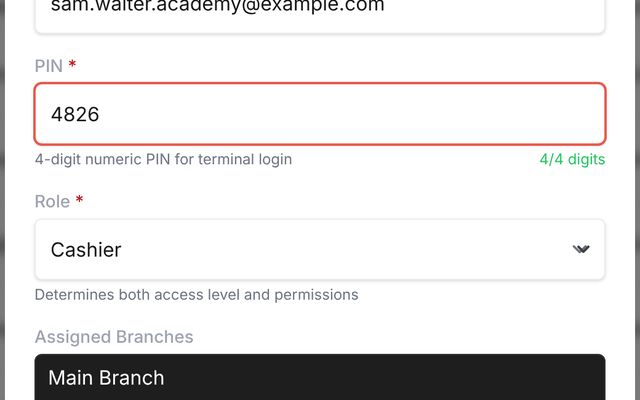 sam.walter.academy@example.com
PIN *
4826
4-digit numeric PIN for terminal login
4/4 digits
Role *
Cashier
Determines both access level and permissions
Assigned Branches
Main Branch